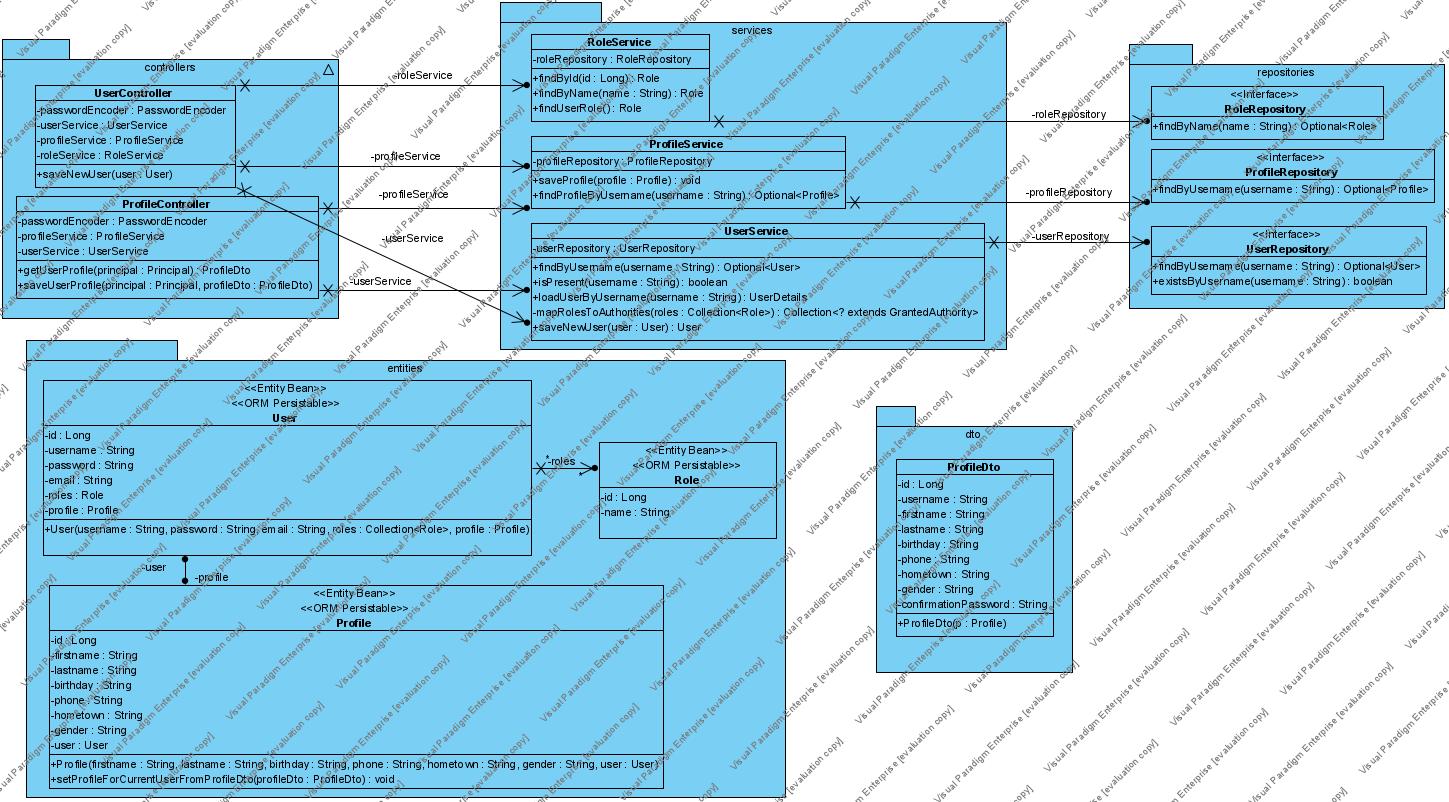 controllers
UserController
-passwordEncoder : PasswordEncoder
-userService : UserService
-profileService : ProfileService
-roleService : RoleService
+saveNewUser(user : User)
ProfileController
-passwordEncoder : PasswordEncoder
-profileService : ProfileService
-userService : UserService
+getUserProfile(principal : Principal) : ProfileDto
+saveUserProfile(principal : Principal, profileDto : ProfileDto)
-roleService
-profileService
-profileService
-userService
-userService
services
RoleService
-roleRepository : RoleRepository
+findById(id : Long) : Role
+findByName(name : String) : Role
+findUserRole() : Role
ProfileService
-profileRepository : ProfileRepository
+saveProfile(profile : Profile) : void
+findProfileByUsername(username : String) : Optional<Profile>
UserService
-userRepository : UserRepository
+findByUsername(username : String) : Optional<User>
+isPresent(username : String) : boolean
+loadUserByUsername(username : String) : UserDetails
-mapRolesToAuthorities(roles : Collection<Role>) : Collection<? extends GrantedAuthority>
+saveNewUser(user : User) : User
-roleRepository
-profileRepository
-userRepository
repositories
<<Interface>>
RoleRepository
+findByName(name : String) : Optional<Role>
<<Interface>>
ProfileRepository
+findByUsername(username : String) : Optional<Profile>
<<Interface>>
UserRepository
+findByUsername(username : String) : Optional<User>
+existsByUsername(username : String) : boolean
entities
<<Entity Bean>>
<<ORM Persistable>>
User
-id : Long
-username : String
-password : String
-email : String
-roles : Role
-profile : Profile
+User(username : String, password : String, email : String, roles : Collection<Role>, profile : Profile)
* -roles
*
<<Entity Bean>>
<<ORM Persistable>>
Role
-id : Long
-name : String
-user
-profile
<<Entity Bean>>
<<ORM Persistable>>
Profile
-id : Long
-firstname : String
-lastname : String
-birthday : String
-phone : String
-hometown : String
-gender : String
-user : User
+Profile(firstname : String, lastname : String, birthday : String, phone : String, hometown : String, gender : String, user : User)
+setProfileForCurrentUserFromProfileDto(profileDto : ProfileDto) : void
dto
ProfileDto
-id : Long
-username : String
-firstname : String
-lastname : String
-birthday : String
-phone : String
-hometown : String
-gender : String
-confirmationPassword : String
+ProfileDto(p : Profile)
Visual Paradigm Enterprise [evaluation copy]